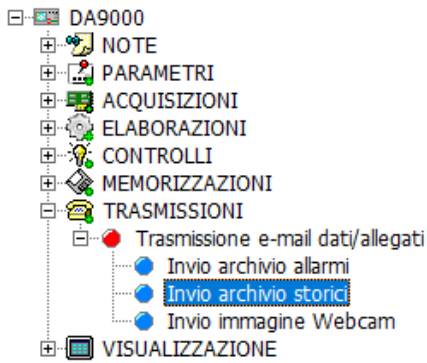 DA9000
NOTE
PARAMETRI
ACQUISIZIONI
ELABORAZIONI
CONTROLLI
MEMORIZZAZIONI
TRASMISSIONI
Trasmissione e-mail dati/allegati
Invio archivio allarmi
Invio archivio storici
Invio immagine Webcam
VISUALIZZAZIONE